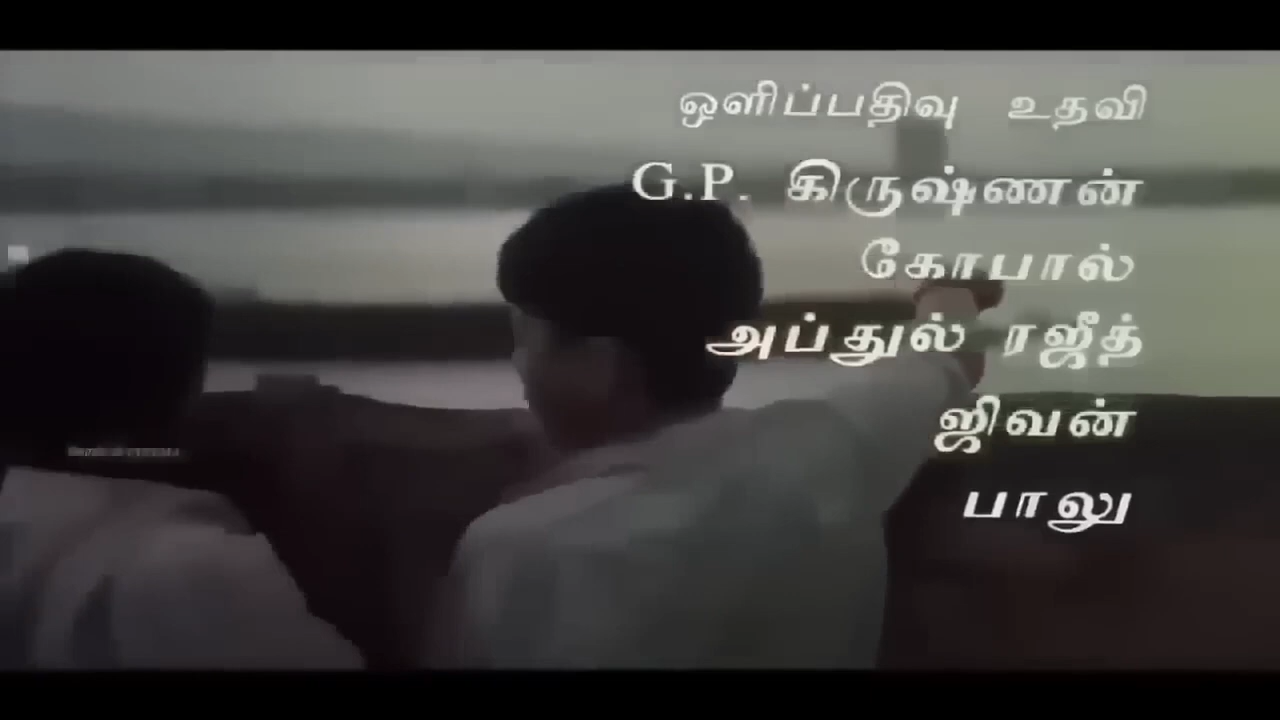 ஒளிப்பதிவு உதவி
G.P. கிருஷ்ணன்
கோபால்
அப்துல் ரஜீத்
ஜிவன்
பாலு